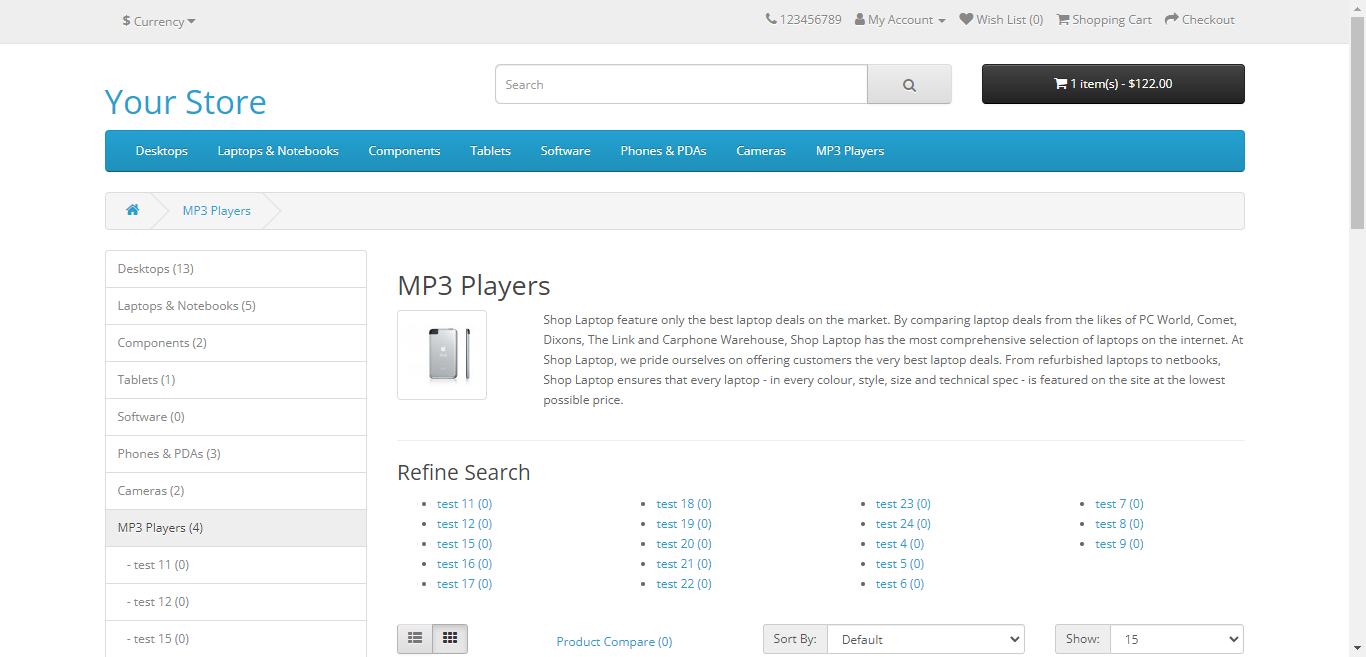 $ Currency
123456789 My Account Wish List (0) Shopping Cart Checkout
Your Store
Search
1 item(s) - $122.00
Desktops Laptops & Notebooks Components Tablets Software Phones & PDAs Cameras MP3 Players
MP3 Players
Desktops (13)
Laptops & Notebooks (5)
Components (2)
Tablets (1)
Software (0)
Phones & PDAs (3)
Cameras (2)
MP3 Players (4)
- test 11 (0)
- test 12 (0)
- test 15 (0)
MP3 Players
Shop Laptop feature only the best laptop deals on the market. By comparing laptop deals from the likes of PC World, Comet,
Dixons, The Link and Carphone Warehouse, Shop Laptop has the most comprehensive selection of laptops on the internet. At
Shop Laptop, we pride ourselves on offering customers the very best laptop deals. From refurbished laptops to netbooks,
Shop Laptop ensures that every laptop - in every colour, style, size and technical spec - is featured on the site at the lowest
possible price.
Refine Search
test 11 (0)
test 12 (0)
test 15 (0)
test 16 (0)
test 17 (0)
test 18 (0)
test 19 (0)
test 20 (0)
test 21 (0)
test 22 (0)
test 23 (0)
test 24 (0)
test 4 (0)
test 5 (0)
test 6 (0)
test 7 (0)
test 8 (0)
test 9 (0)
Product Compare (0)
Sort By: Default
Show: 15